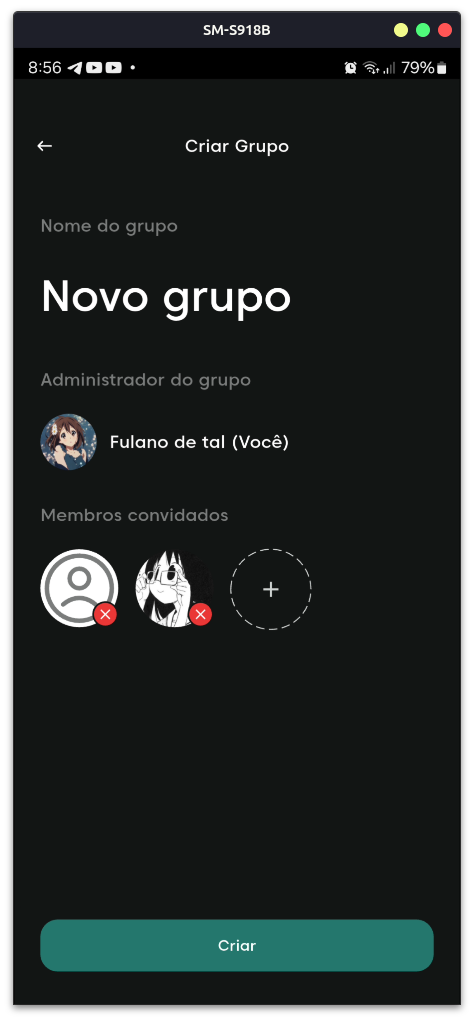 SM-S918B
8:56 79%
Criar Grupo
Nome do grupo
Novo grupo
Administrador do grupo
Fulano de tal (Você)
Membros convidados
+
Criar